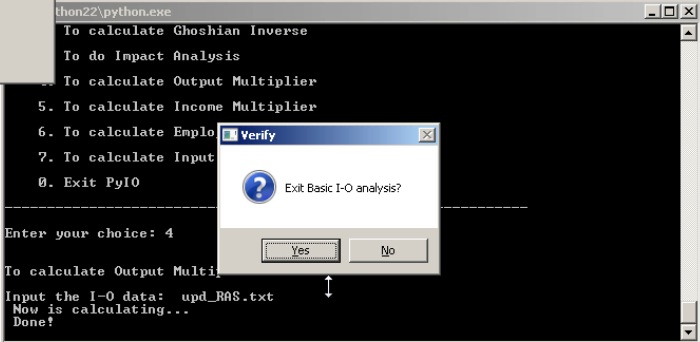 thon22\python.exe
To calculate Ghoshian Inverse
To do Impact Analysis
To calculate Output Multiplier
5. To calculate Income Multiplier
6. To calculate Emplo
7. To calculate Input
0. Exit PyIO
Verify
Exit Basic I-O analysis?
Yes No
Enter your choice: 4
To calculate Output Multip
Input the I-O data: upd_RAS.txt
Now is calculating...
Done!